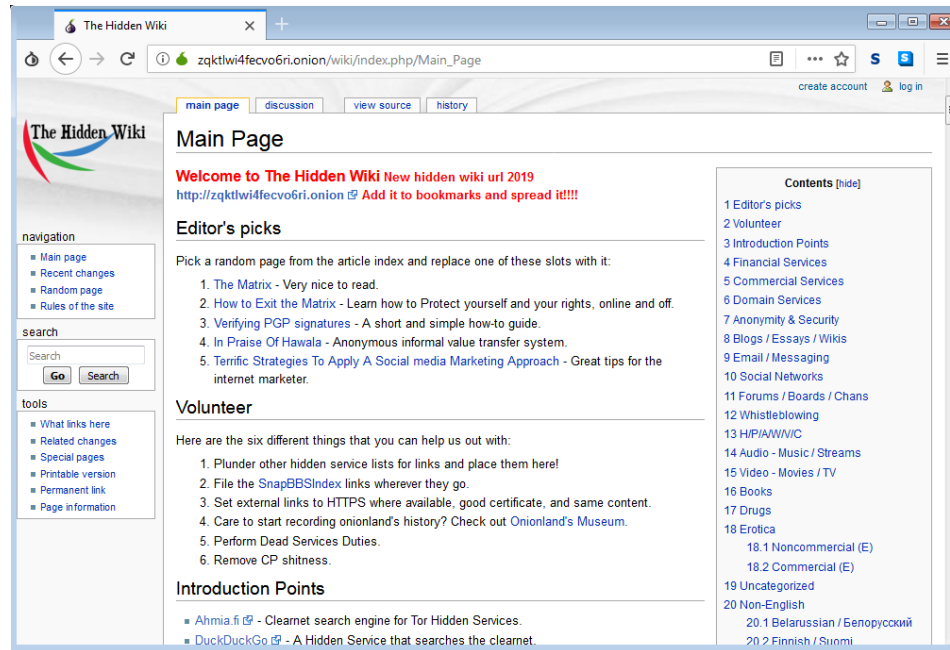 The Hidden Wiki
zqktlwi4fecvo6ri.onion/wiki/index.php/Main_Page
S
S
create account
log in
main page
discussion
view source
history
The Hidden Wiki
Main Page
Welcome to The Hidden Wiki New hidden wiki url 2019
http://zqktlwi4fecvo6ri.onion Add it to bookmarks and spread it!!!!
Editor's picks
Pick a random page from the article index and replace one of these slots with it:
1. The Matrix - Very nice to read.
2. How to Exit the Matrix - Learn how to Protect yourself and your rights, online and off.
3. Verifying PGP signatures - A short and simple how-to guide.
4. In Praise Of Hawala - Anonymous informal value transfer system.
5. Terrific Strategies To Apply A Social media Marketing Approach - Great tips for the
internet marketer.
Volunteer
Here are the six different things that you can help us out with:
1. Plunder other hidden service lists for links and place them here!
2. File the SnapBBSIndex links wherever they go.
3. Set external links to HTTPS where available, good certificate, and same content.
4. Care to start recording onionland's history? Check out Onionland's Museum.
5. Perform Dead Services Duties.
6. Remove CP shitness.
Introduction Points
Ahmia.fi - Clearnet search engine for Tor Hidden Services.
DuckDuckGo - A Hidden Service that searches the clearnet.
navigation
Main page
Recent changes
Random page
Rules of the site
search
Search
Go
Search
tools
What links here
Related changes
Special pages
Printable version
Permanent link
Page information
Contents [hide]
1 Editor's picks
2 Volunteer
3 Introduction Points
4 Financial Services
5 Commercial Services
6 Domain Services
7 Anonymity & Security
8 Blogs / Essays / Wikis
9 Email / Messaging
10 Social Networks
11 Forums / Boards / Chans
12 Whistleblowing
13 H/P/A/W/V/C
14 Audio - Music / Streams
15 Video - Movies / TV
16 Books
17 Drugs
18 Erotica
18.1 Noncommercial (E)
18.2 Commercial (E)
19 Uncategorized
20 Non-English
20.1 Belarussian / Белорусский
20.2 Finnish / Suomi